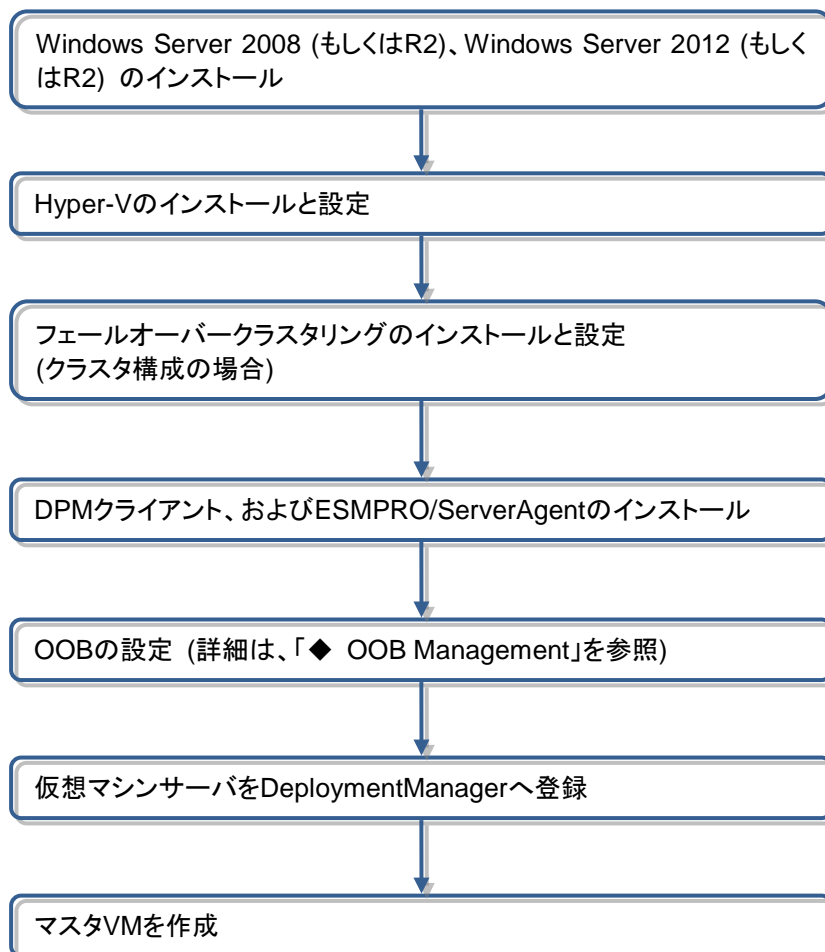 Windows Server 2008 (もしくはR2)、Windows Server 2012 (もしく
はR2) のインストール
Hyper-Vのインストールと設定
フェールオーバークラスタリングのインストールと設定
(クラスタ構成の場合)
DPMクライアント、およびESMPRO/ServerAgentのインストール
OOBの設定 (詳細は、「◆ OOB Management」を参照)
仮想マシンサーバをDeploymentManagerへ登録
マスタVMを作成